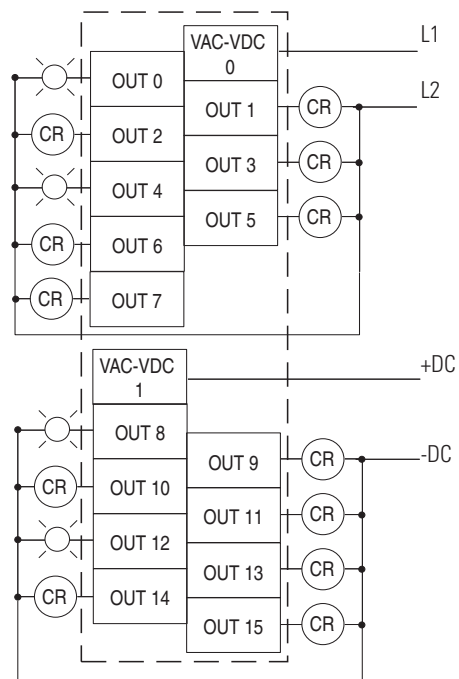 VAC-VDC
0
L1
OUT 0
OUT 1
CR
L2
CR
OUT 2
OUT 3
CR
OUT 4
OUT 5
CR
CR
OUT 6
CR
OUT 7
VAC-VDC
1
+DC
OUT 8
OUT 9
CR
-DC
CR
OUT 10
OUT 11
CR
OUT 12
OUT 13
CR
CR
OUT 14
OUT 15
CR